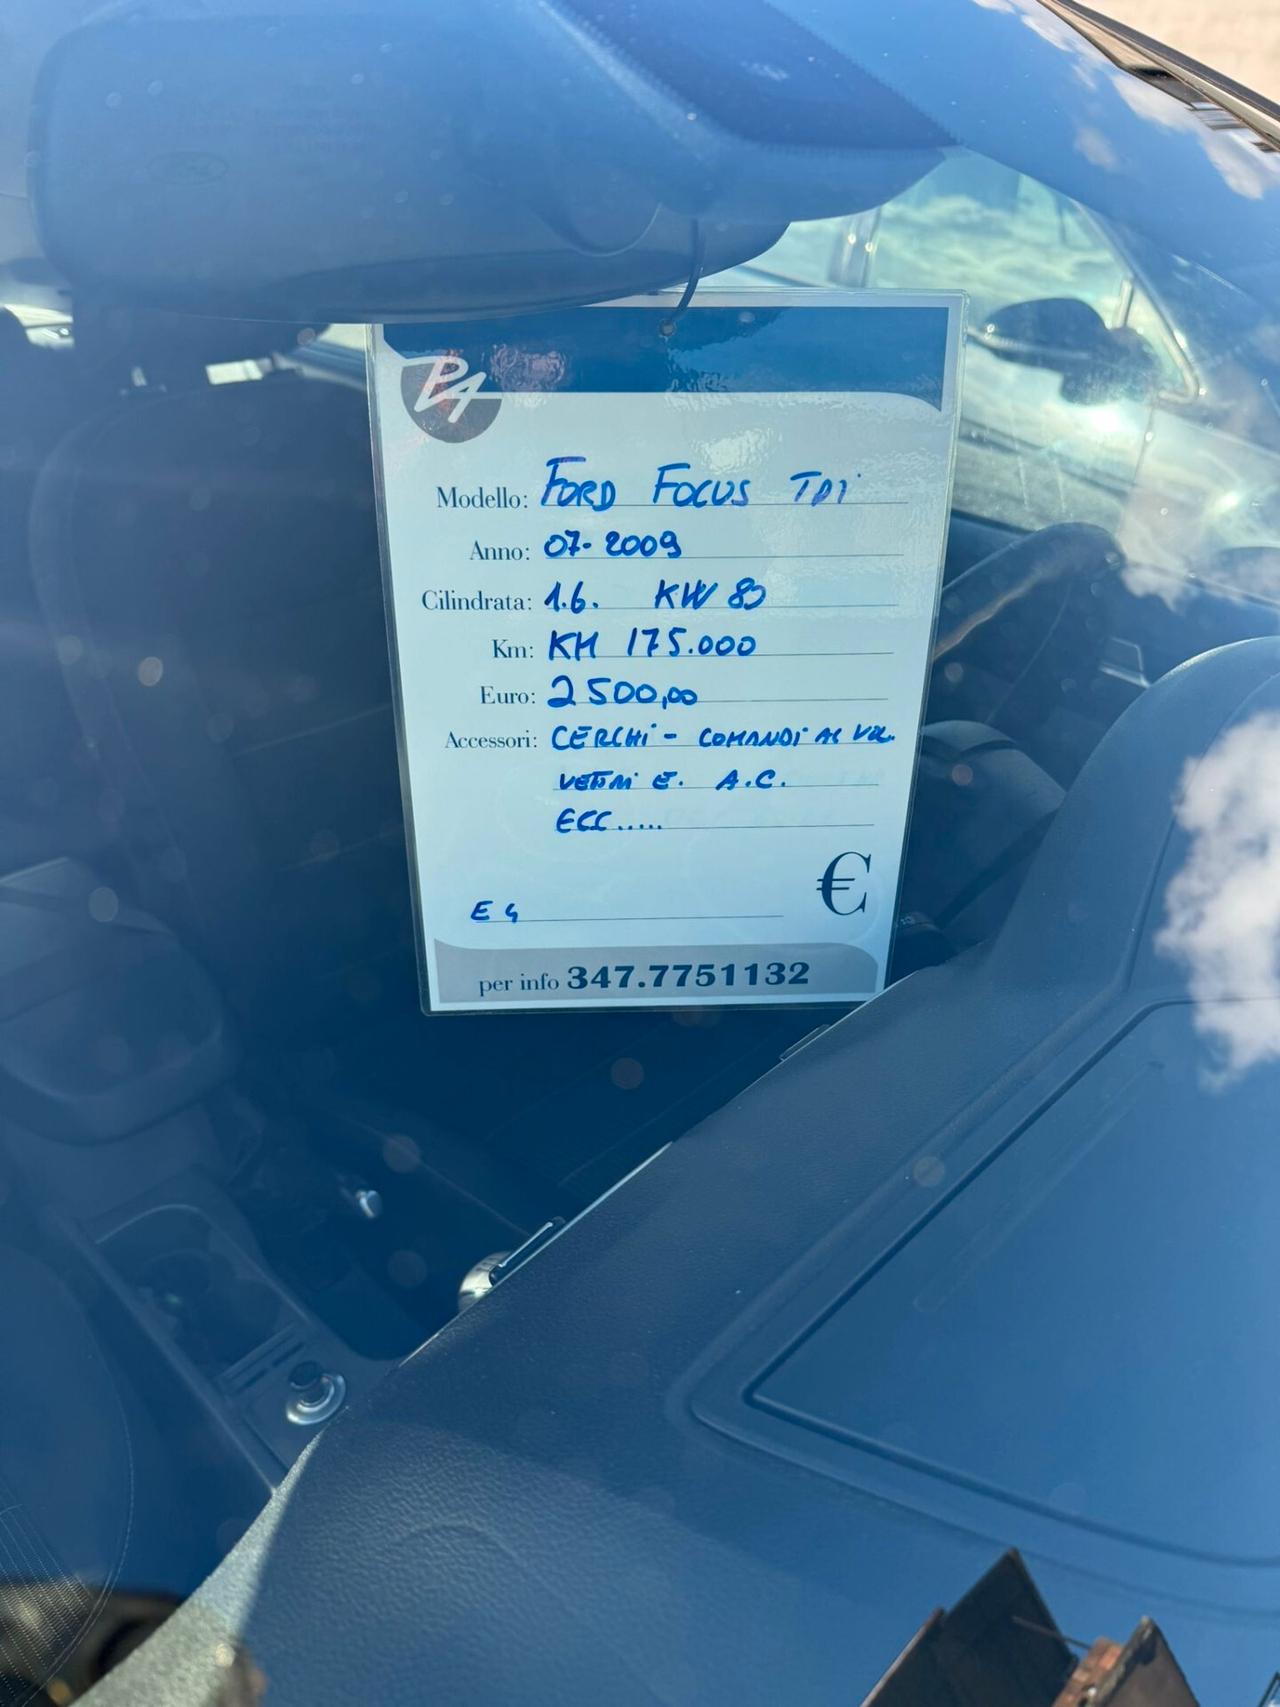 PA
Modello: FORD FOCUS TDi
Anno: 07-2009
Cilindrata: 1.6. KW 80
Km: KM 175.000
Euro: 2500,00
Accessori: CERCHI - COMANDI AL VOL.
VETRI E. A.C.
ECC.....
€
E 4
per info 347.7751132